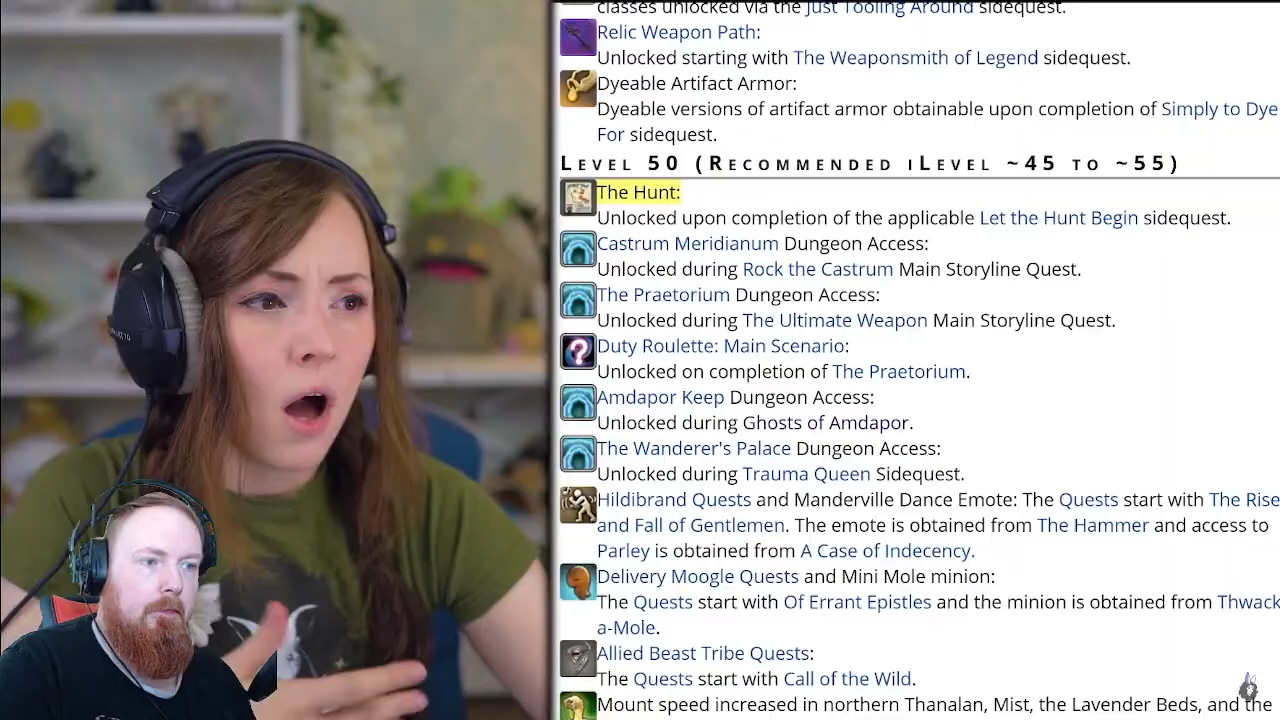 classes unlocked via the Just Tooling Around sidequest.
Relic Weapon Path:
Unlocked starting with The Weaponsmith of Legend sidequest.
Dyeable Artifact Armor:
Dyeable versions of artifact armor obtainable upon completion of Simply to Dye
For sidequest.
Level 50 (Recommended iLevel ~45 to ~55)
The Hunt:
Unlocked upon completion of the applicable Let the Hunt Begin sidequest.
Castrum Meridianum Dungeon Access:
Unlocked during Rock the Castrum Main Storyline Quest.
The Praetorium Dungeon Access:
Unlocked during The Ultimate Weapon Main Storyline Quest.
Duty Roulette: Main Scenario:
Unlocked on completion of The Praetorium.
Amdapor Keep Dungeon Access:
Unlocked during Ghosts of Amdapor.
The Wanderer's Palace Dungeon Access:
Unlocked during Trauma Queen Sidequest.
Hildibrand Quests and Manderville Dance Emote: The Quests start with The Rise
and Fall of Gentlemen. The emote is obtained from The Hammer and access to
Parley is obtained from A Case of Indecency.
Delivery Moogle Quests and Mini Mole minion:
The Quests start with Of Errant Epistles and the minion is obtained from Thwack
a-Mole.
Allied Beast Tribe Quests:
The Quests start with Call of the Wild.
Mount speed increased in northern Thanalan, Mist, the Lavender Beds, and the